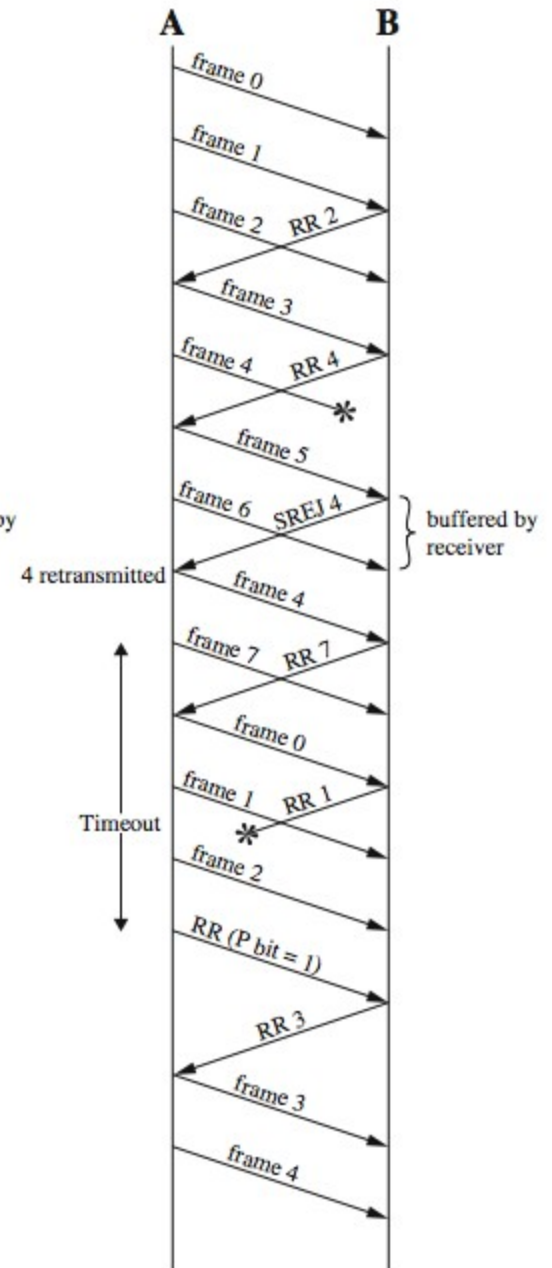 A
B
frame 0
frame 1
frame 2
RR 2
frame 3
frame 4
RR 4
frame 5
frame 6
SREJ 4
by
buffered by
receiver
4 retransmitted
frame 4
frame 7
RR 7
frame 0
frame 1
RR 1
Timeout
frame 2
RR (P bit = 1)
RR 3
frame 3
frame 4